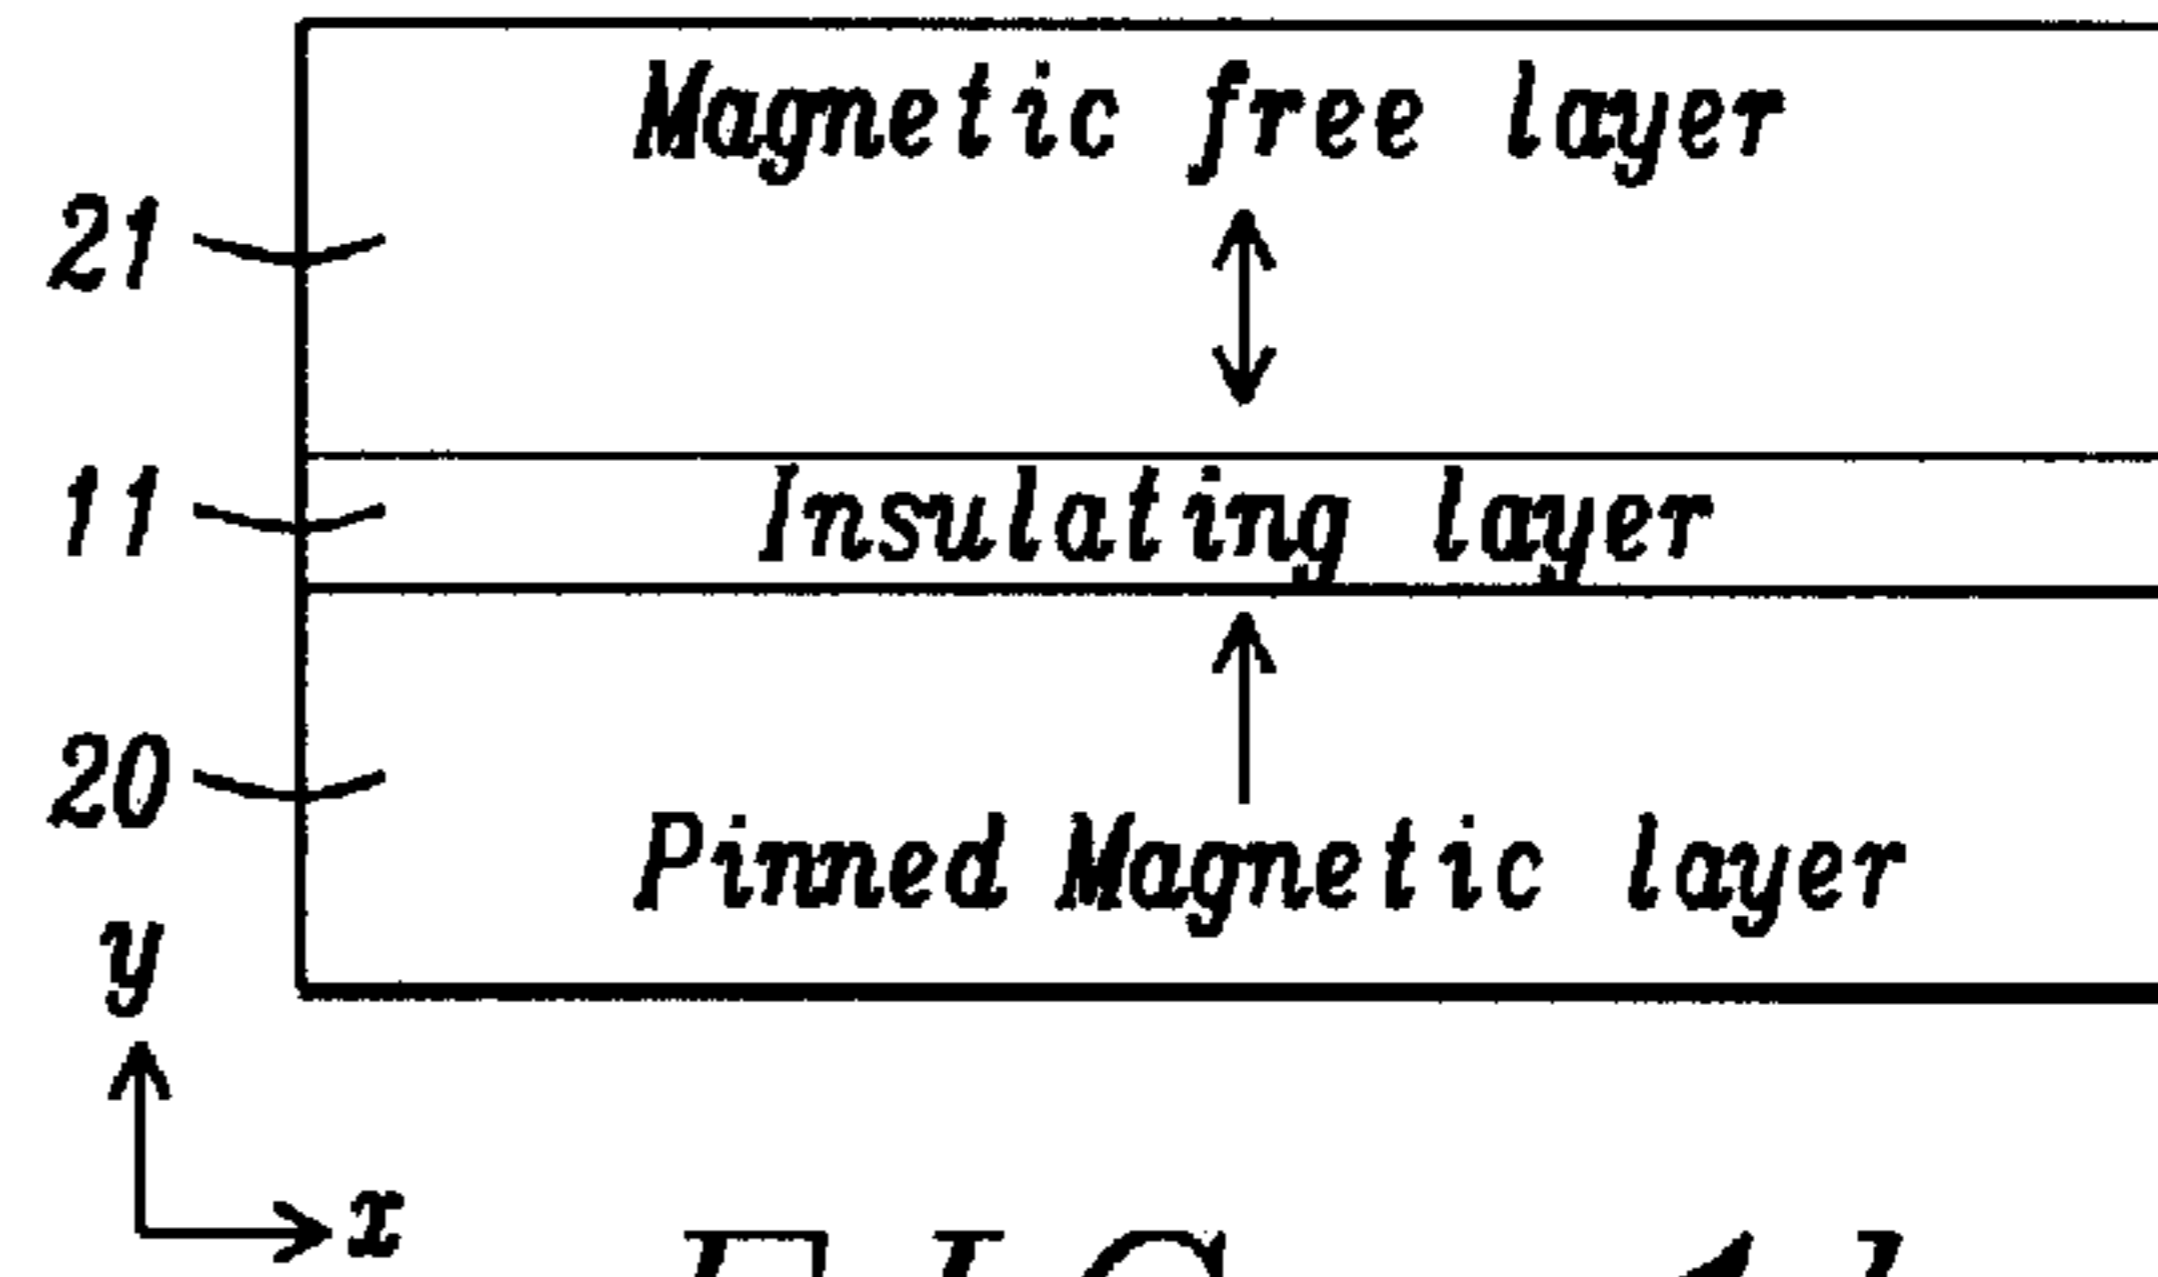 Magnetic free layer
21
11
Insulating layer
20
Pinned Magnetic layer
y
x